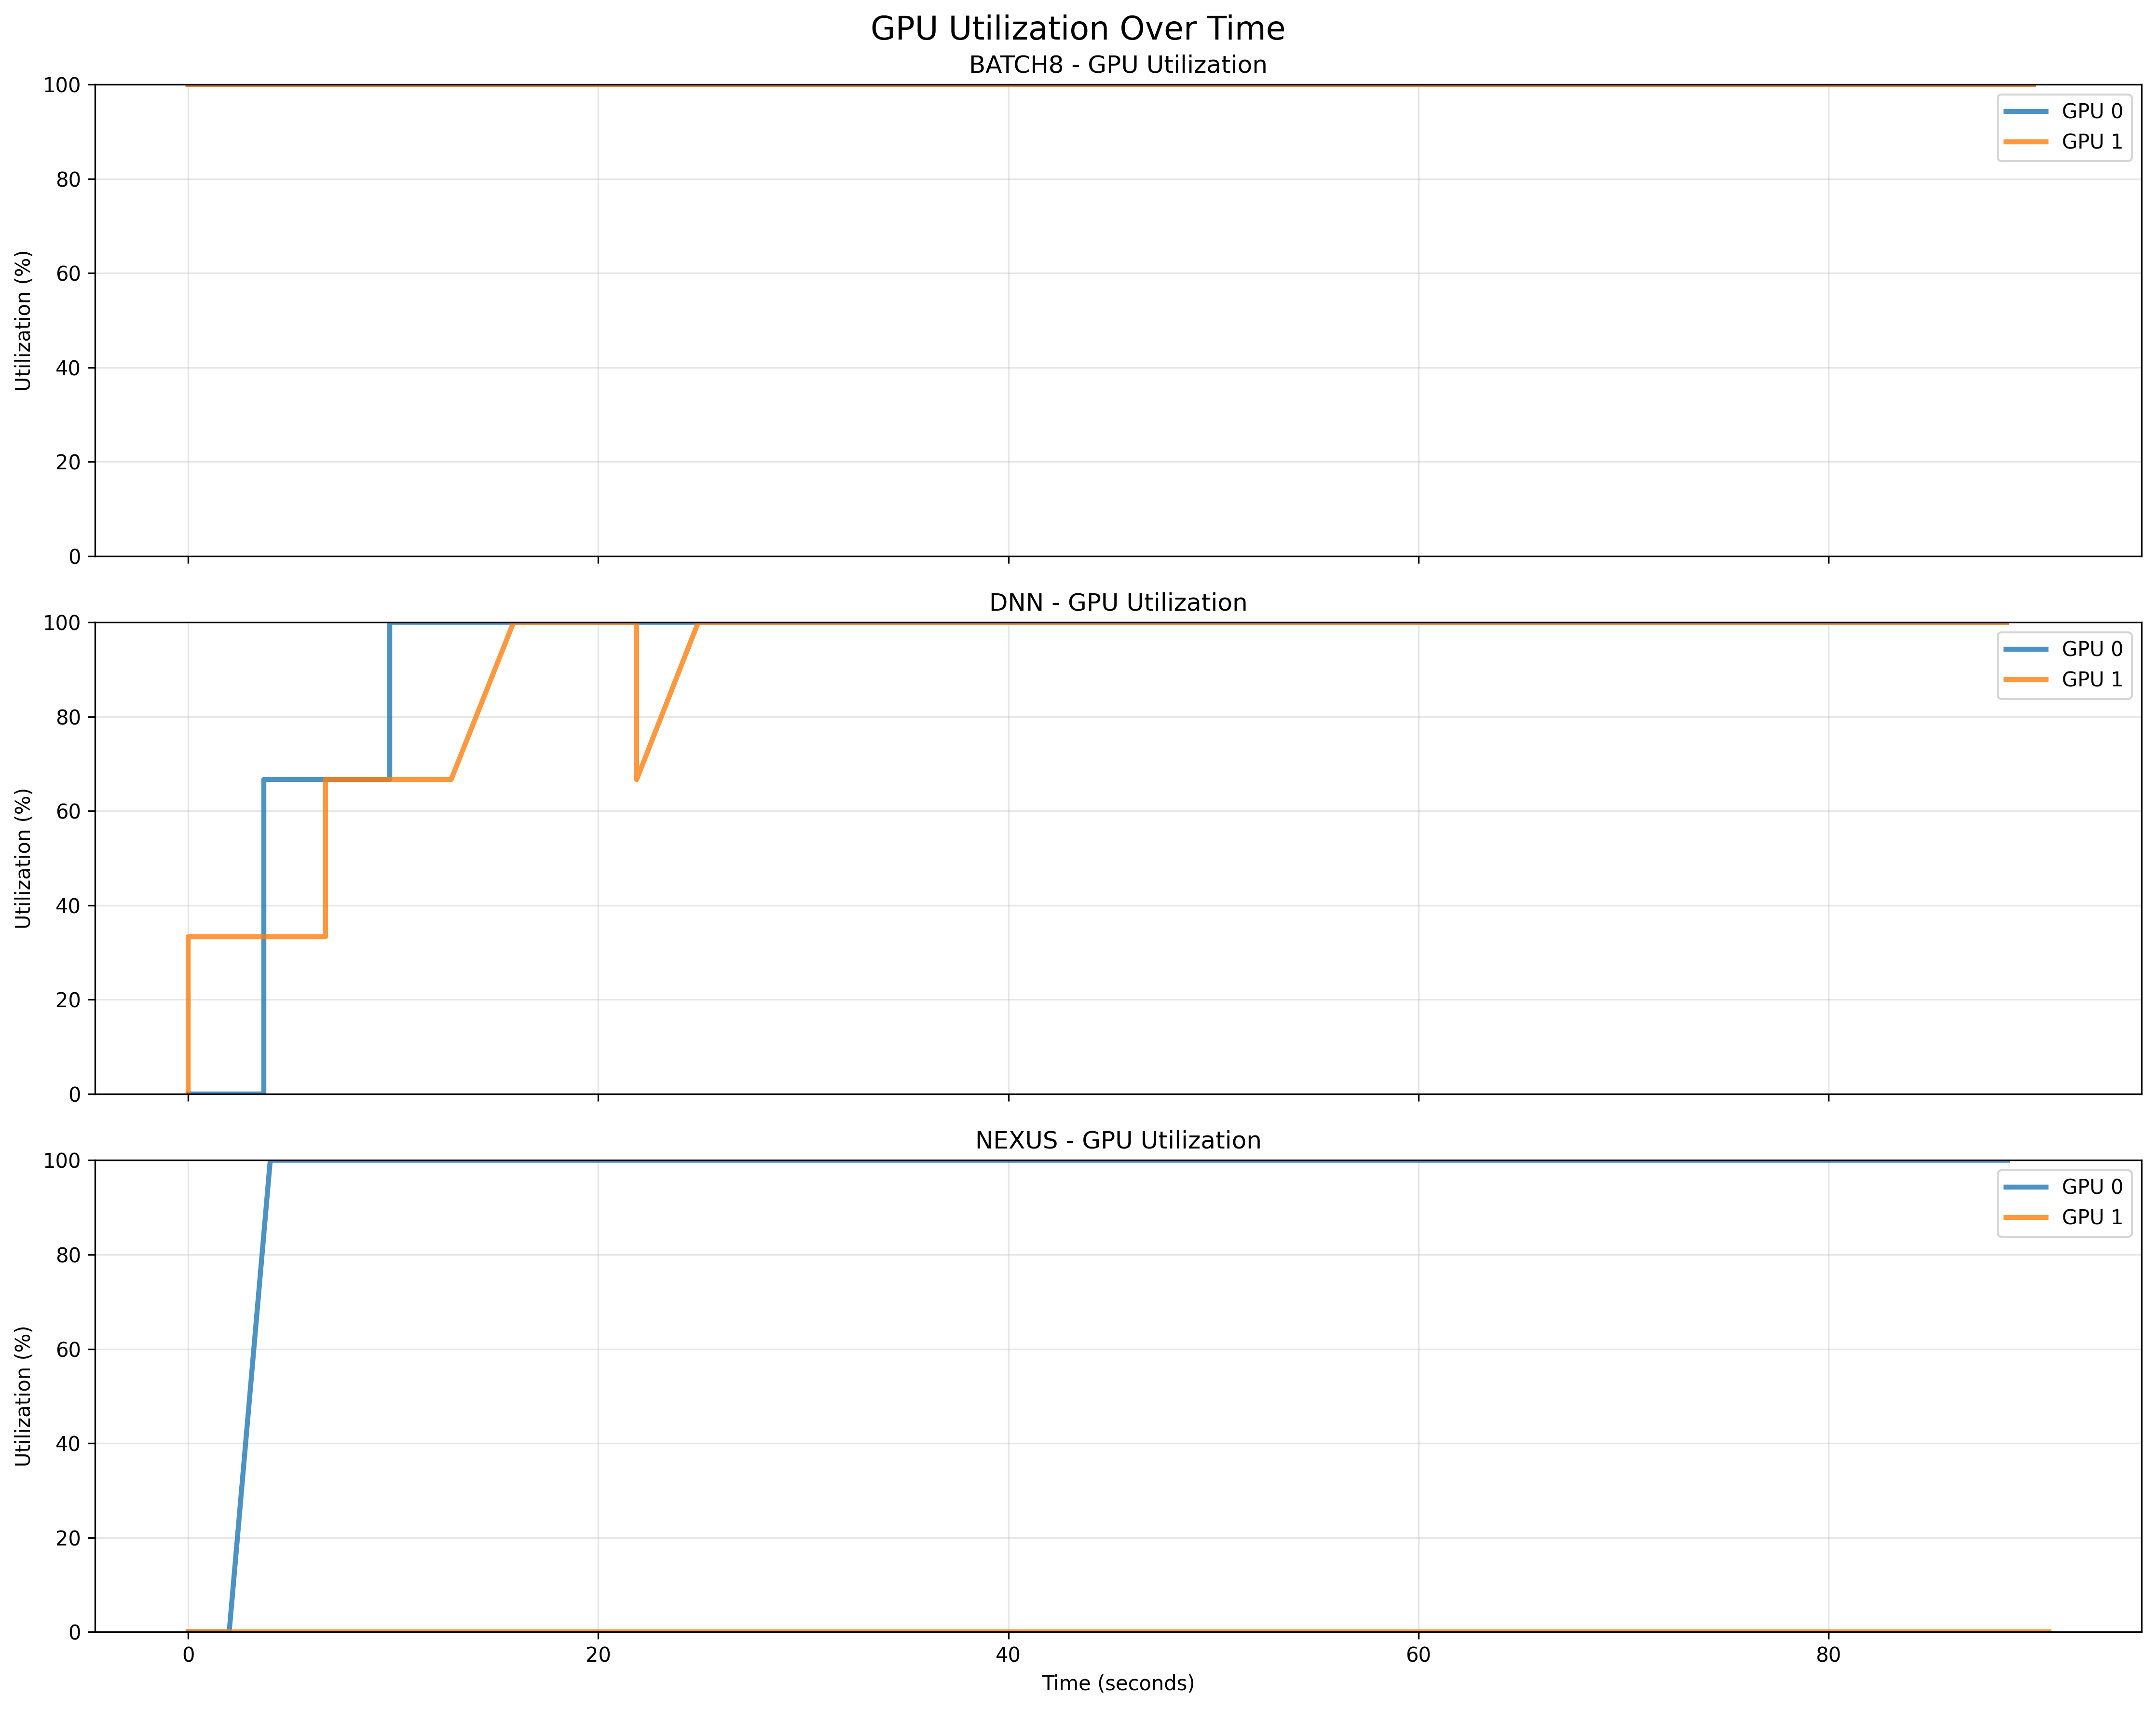 GPU Utilization Over Time
BATCH8 - GPU Utilization
100
80
60
40
20
0
Utilization (%)
GPU 0
GPU 1
DNN - GPU Utilization
100
80
60
40
20
0
Utilization (%)
GPU 0
GPU 1
NEXUS - GPU Utilization
100
80
60
40
20
0
Utilization (%)
GPU 0
GPU 1
0 20 40 60 80
Time (seconds)